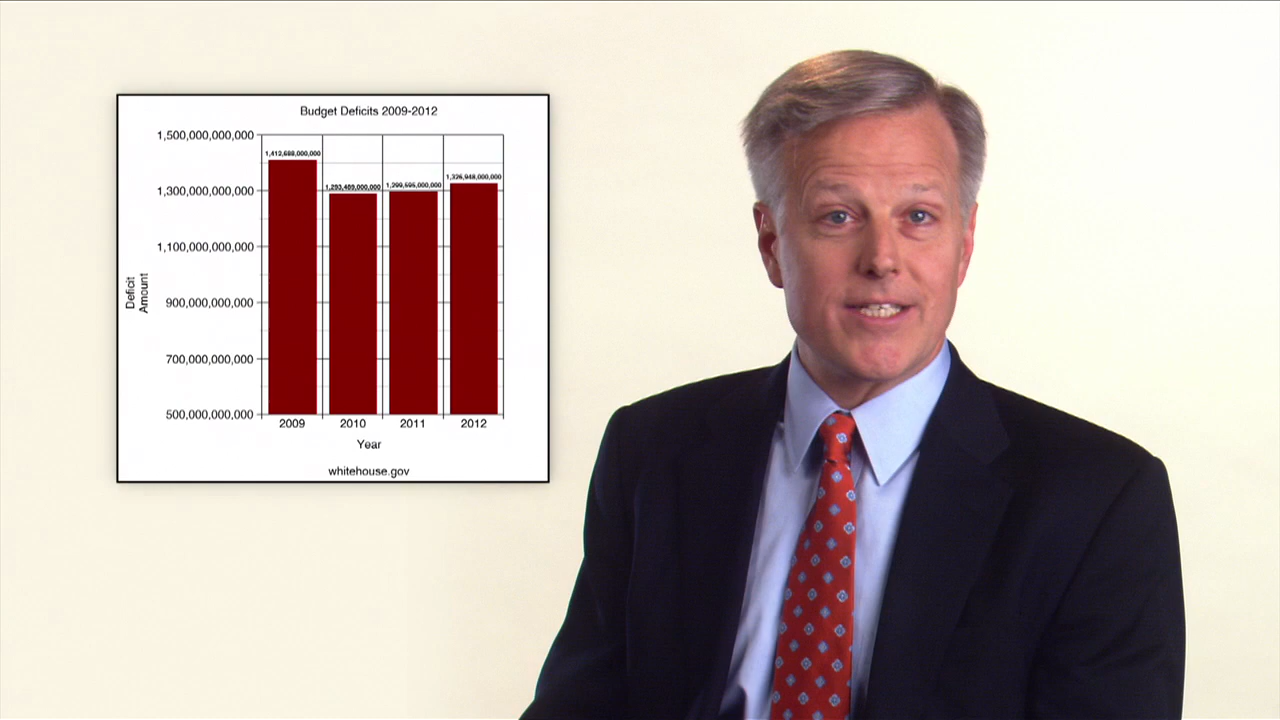 Budget Deficits 2009-2012
1,500,000,000,000
1,412,688,000,000
1,326,948,000,000
1,293,489,000,000
1,299,595,000,000
1,300,000,000,000
1,100,000,000,000
900,000,000,000
700,000,000,000
500,000,000,000
Deficit
Amount
2009 2010 2011 2012
Year
whitehouse.gov